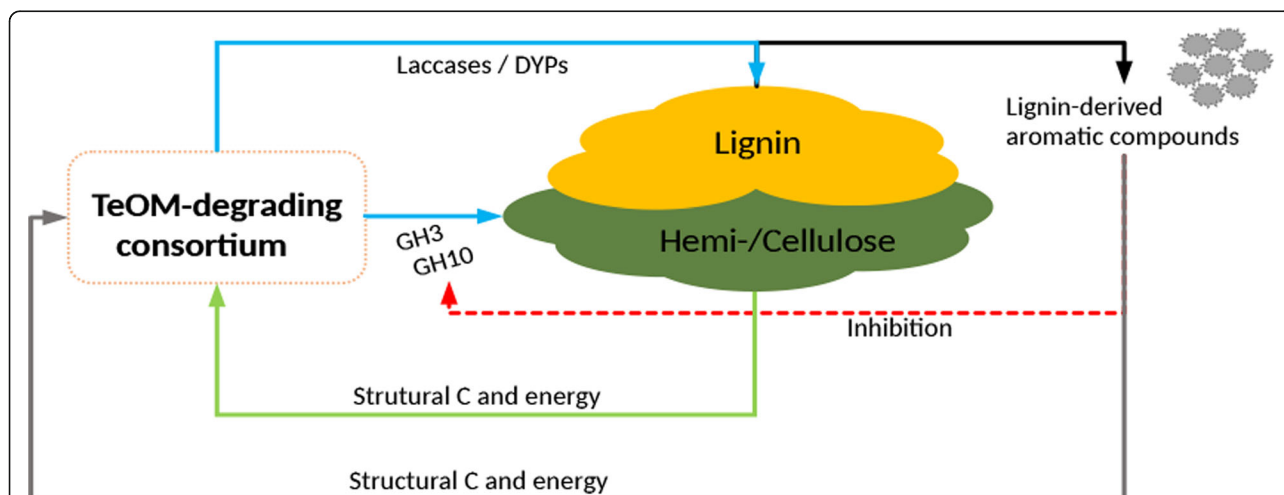 Laccases / DYPs
Lignin-derived
aromatic compounds
Lignin
TeOM-degrading
consortium
GH3
GH10
Hemi-/Cellulose
Inhibition
Strutural C and energy
Structural C and energy